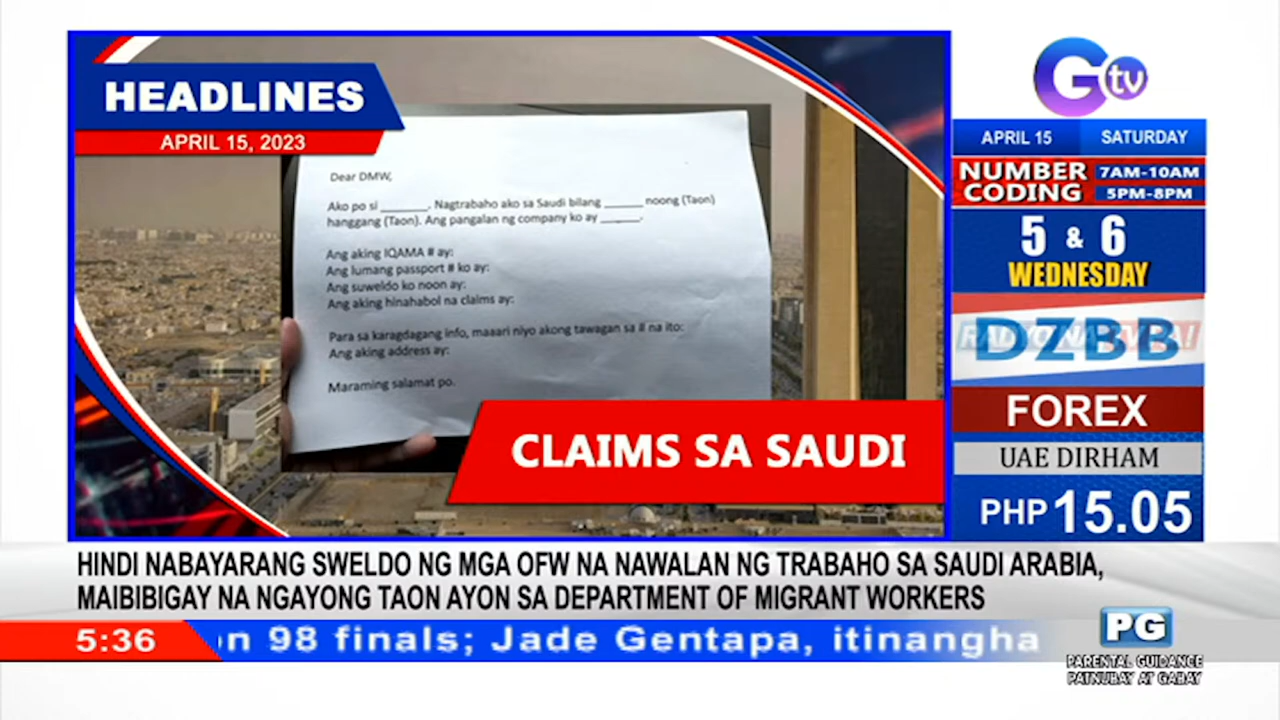 HEADLINES
APRIL 15, 2023
Dear DMW,
Ako po si _______. Nagtrabaho ako sa Saudi bilang ______ noong (Taon)
hanggang (Taon). Ang pangalan ng company ko ay ______.
Ang aking IQAMA # ay:
Ang lumang passport # ko ay:
Ang suweldo ko noon ay:
Ang aking hinahabol na claims ay:
Para sa karagdagang info, maaari niyo akong tawagan sa # na ito:
Ang aking address ay:
Maraming salamat po.
CLAIMS SA SAUDI
Gtv
APRIL 15 SATURDAY
NUMBER CODING
7AM-10AM
5PM-8PM
5 & 6
WEDNESDAY
DZBB
FOREX
UAE DIRHAM
PHP 15.05
HINDI NABAYARANG SWELDO NG MGA OFW NA NAWALAN NG TRABAHO SA SAUDI ARABIA,
MAIBIBIGAY NA NGAYONG TAON AYON SA DEPARTMENT OF MIGRANT WORKERS
5:36
n 98 finals; Jade Gentapa, itinangha
PG
PARENTAL GUIDANCE
PATNUBAY AT GABAY